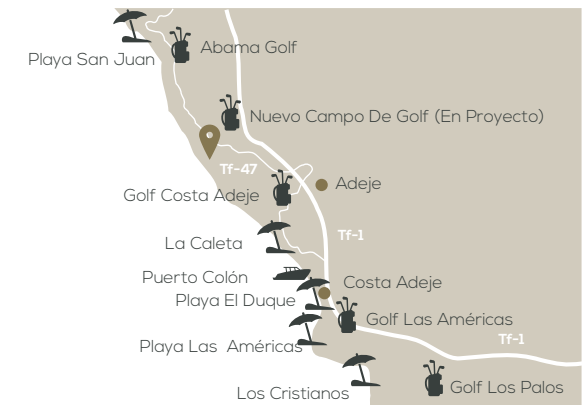 Abama Golf
Playa San Juan
Nuevo Campo De Golf (En Proyecto)
Tf-47
Adeje
Golf Costa Adeje
Tf-1
La Caleta
Puerto Colón
Costa Adeje
Playa El Duque
Golf Las Américas
Tf-1
Playa Las Américas
Golf Los Palos
Los Cristianos